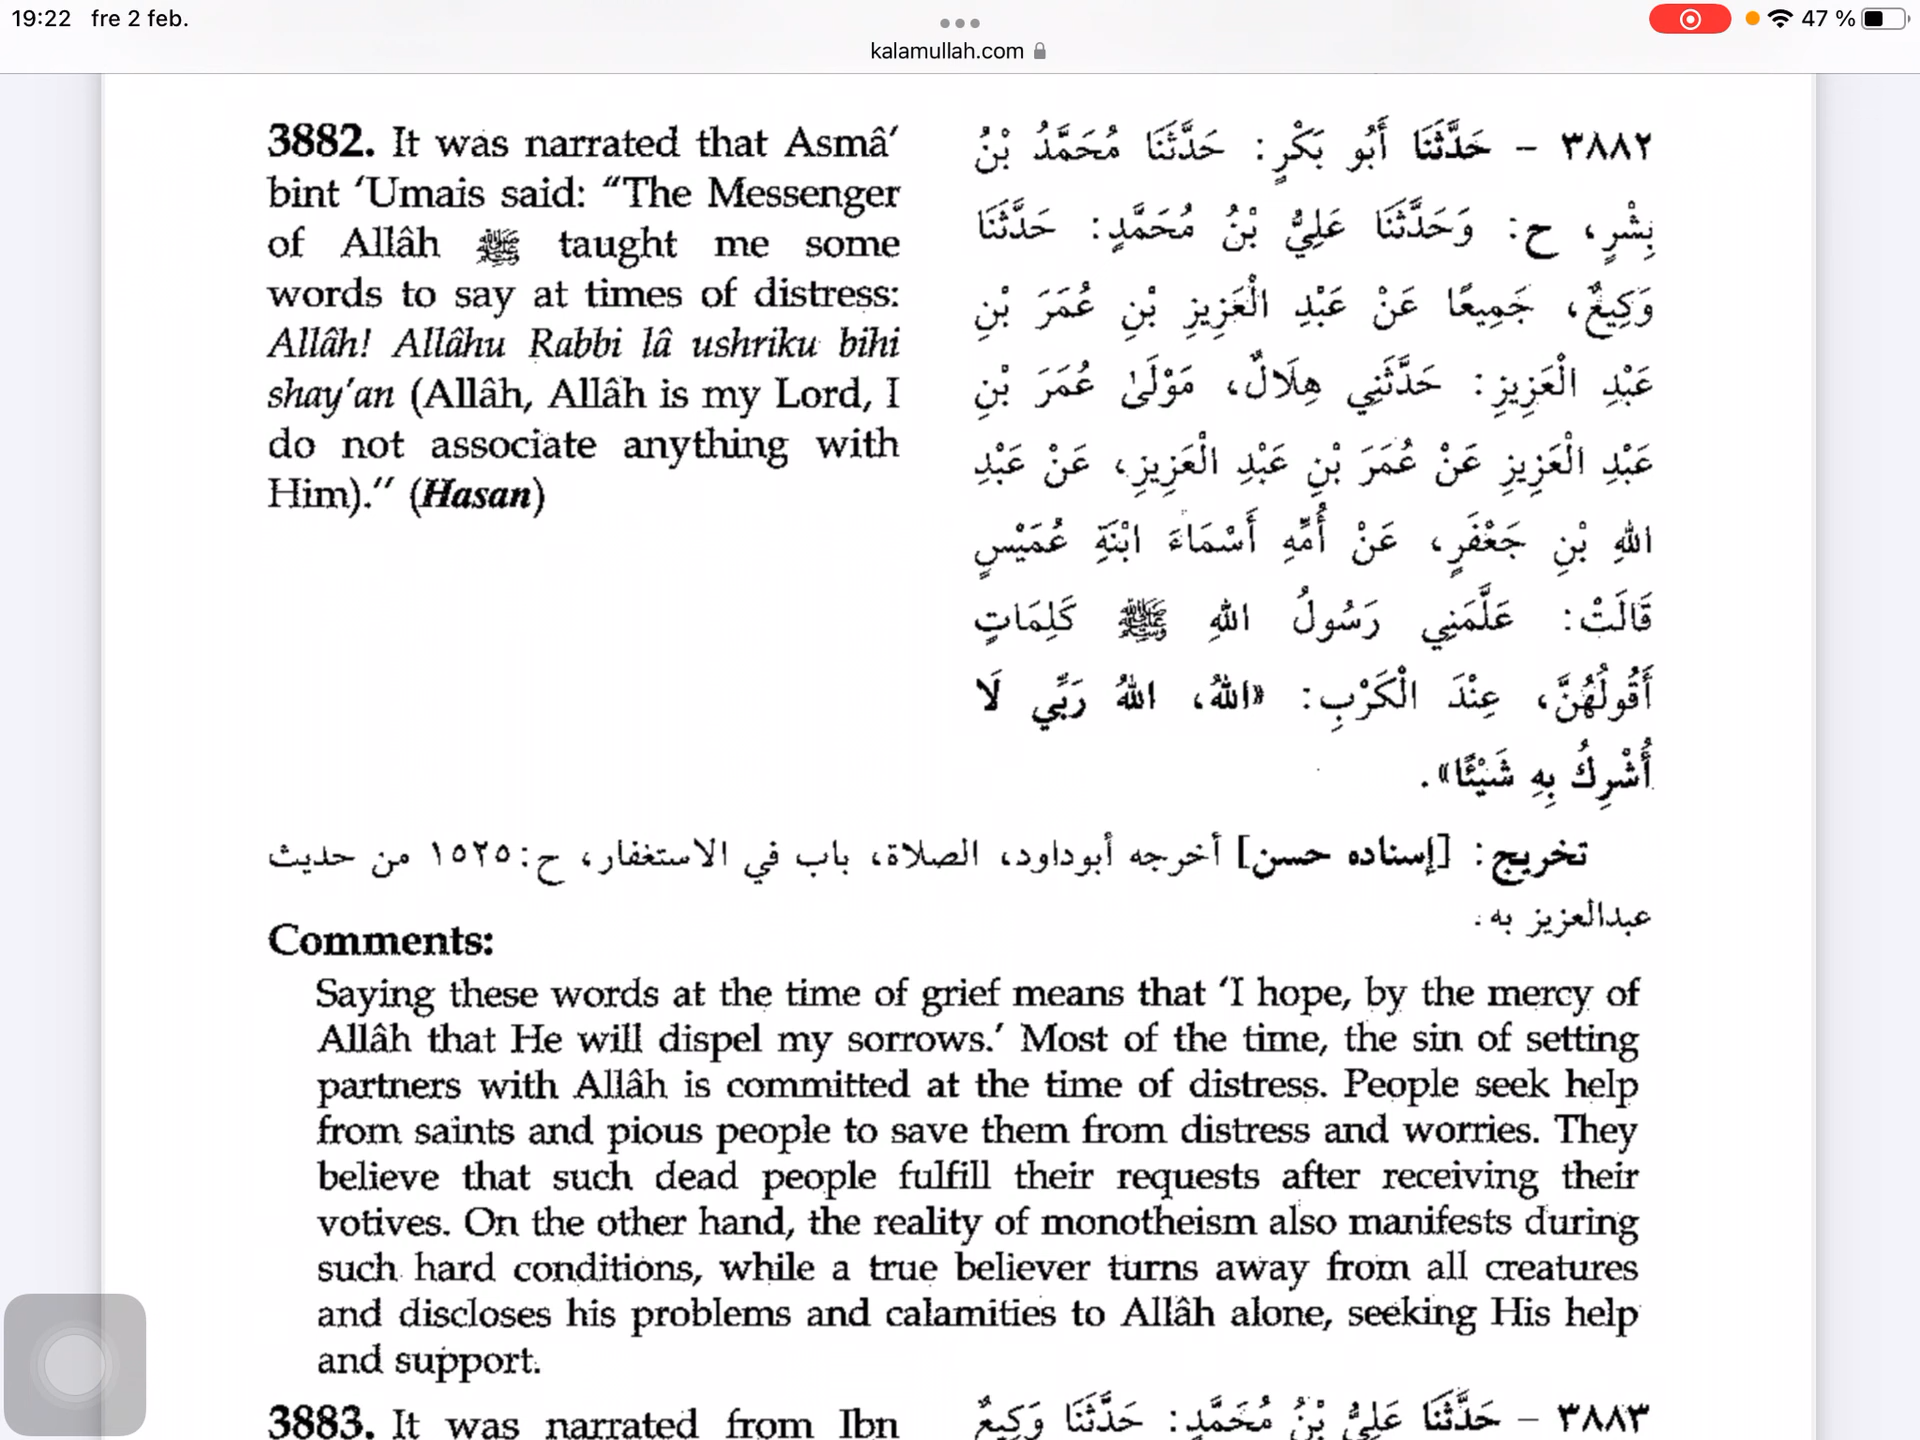 19:22 fre 2 feb.
47 %
kalamullah.com
3882. It was narrated that Asmâ’
bint ‘Umais said: “The Messenger
of Allâh ﷺ taught me some
words to say at times of distress:
Allâh! Allâhu Rabbi lâ ushriku bihi
shay’an (Allâh, Allâh is my Lord, I
do not associate anything with
Him).” (Hasan)
٣٨٨٢ - حَدَّثَنَا أَبُو بَكْرٍ: حَدَّثَنَا مُحَمَّدُ بْنُ
بِشْرٍ، ح: وَحَدَّثَنَا عَلِيُّ بْنُ مُحَمَّدٍ: حَدَّثَنَا
وَكِيعٌ، جَمِيعًا عَنْ عَبْدِ الْعَزِيزِ بْنِ عُمَرَ بْنِ
عَبْدِ الْعَزِيزِ: حَدَّثَنِي هِلَالٌ، مَوْلَىٰ عُمَرَ بْنِ
عَبْدِ الْعَزِيزِ عَنْ عُمَرَ بْنِ عَبْدِ الْعَزِيزِ، عَنْ عَبْدِ
اللهِ بْنِ جَعْفَرٍ، عَنْ أُمِّهِ أَسْمَاءَ ابْنَةِ عُمَيْسٍ
قَالَتْ: عَلَّمَنِي رَسُولُ اللهِ ﷺ كَلِمَاتٍ
أَقُولُهُنَّ، عِنْدَ الْكَرْبِ: «اللهُ، اللهُ رَبِّي لَا
أُشْرِكُ بِهِ شَيْئًا».
تخريج: [إسناده حسن] أخرجه أبوداود، الصلاة، باب في الاستغفار، ح:١٥٢٥ من حديث
عبدالعزيز به.
Comments:
Saying these words at the time of grief means that ‘I hope, by the mercy of
Allâh that He will dispel my sorrows.’ Most of the time, the sin of setting
partners with Allâh is committed at the time of distress. People seek help
from saints and pious people to save them from distress and worries. They
believe that such dead people fulfill their requests after receiving their
votives. On the other hand, the reality of monotheism also manifests during
such hard conditions, while a true believer turns away from all creatures
and discloses his problems and calamities to Allâh alone, seeking His help
and support.
3883. It was narrated from Ibn
٣٨٨٣ - حَدَّثَنَا عَلِيُّ بْنُ مُحَمَّدٍ: حَدَّثَنَا وَكِيعٌ